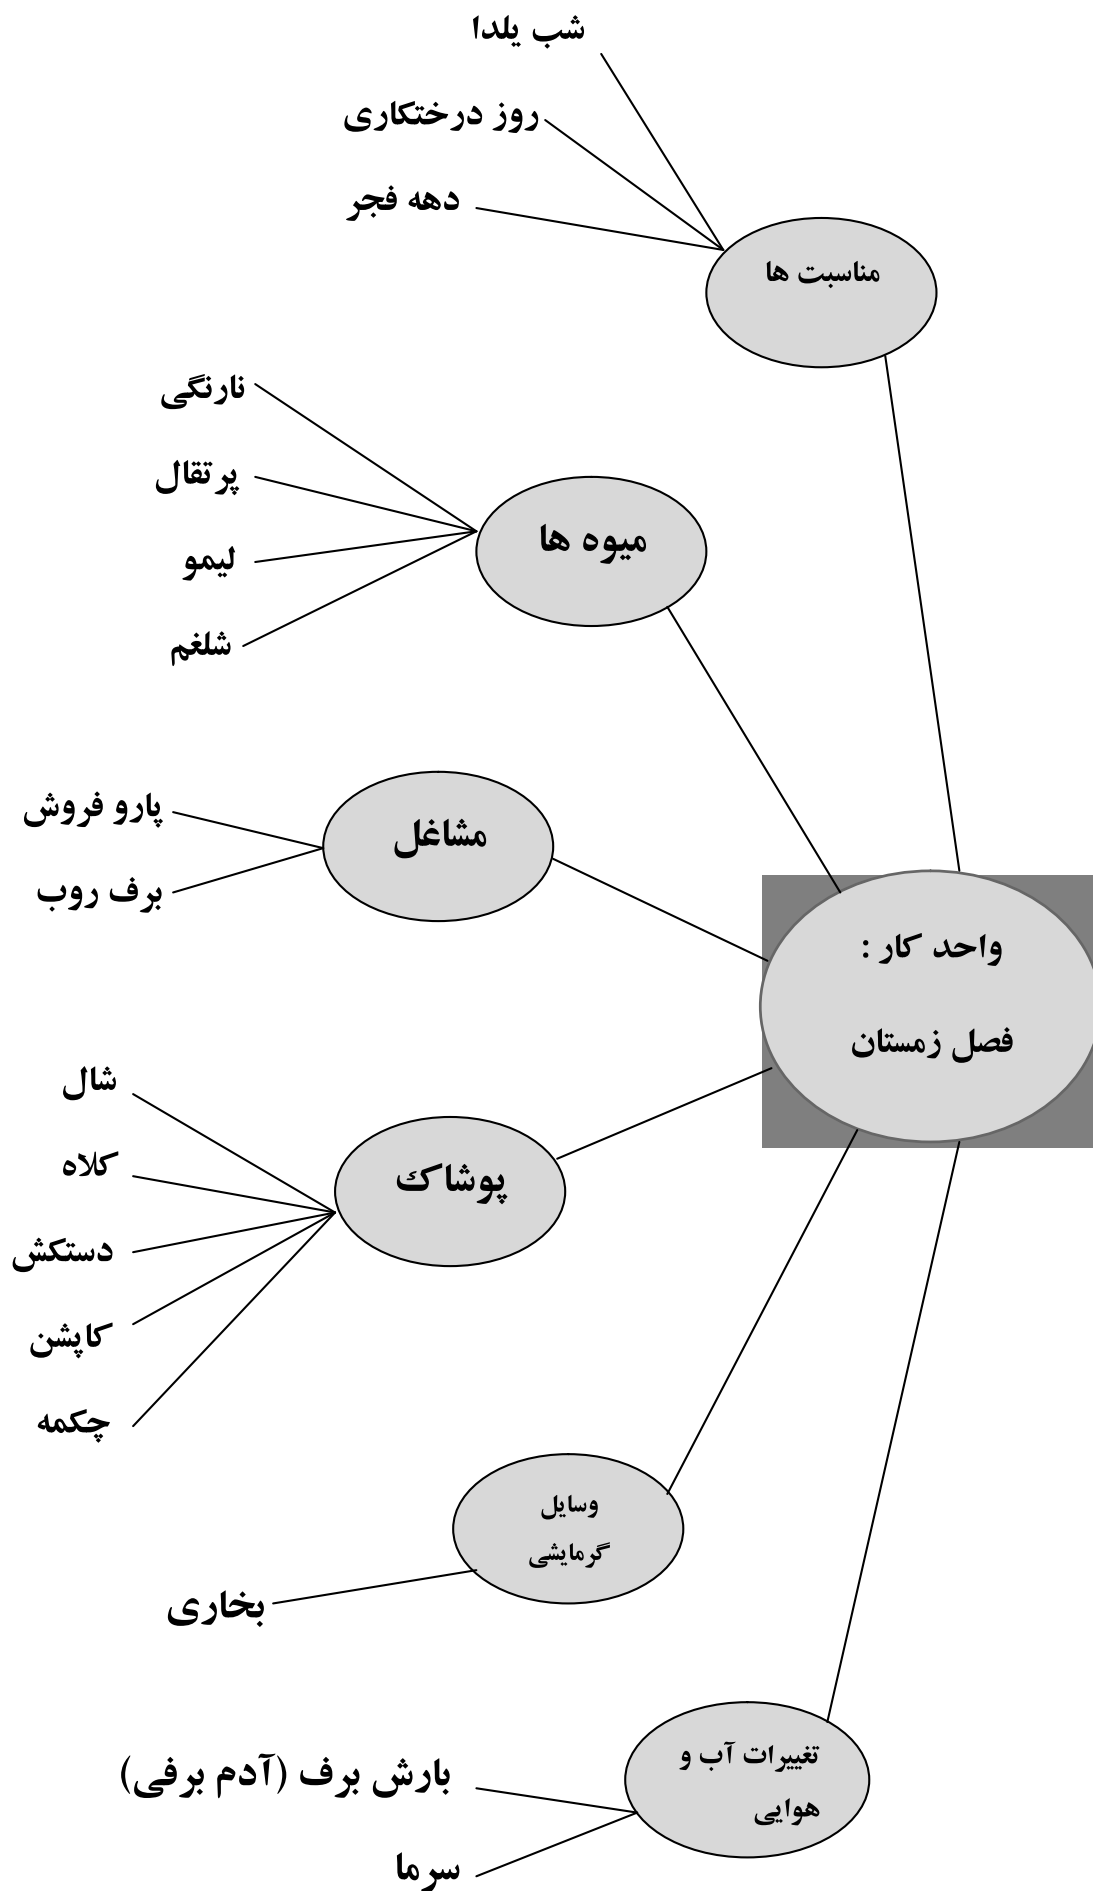 شب یلدا
روز درختکاری
دهه فجر
مناسبت ها
نارنگی
پرتقال
لیمو
شلغم
میوه ها
پارو فروش
برف روب
مشاغل
واحد کار :
فصل زمستان
شال
کلاه
دستکش
کاپشن
چکمه
پوشاک
وسایل
گرمایشی
بخاری
تغییرات آب و
هوایی
بارش برف (آدم برفی)
سرما